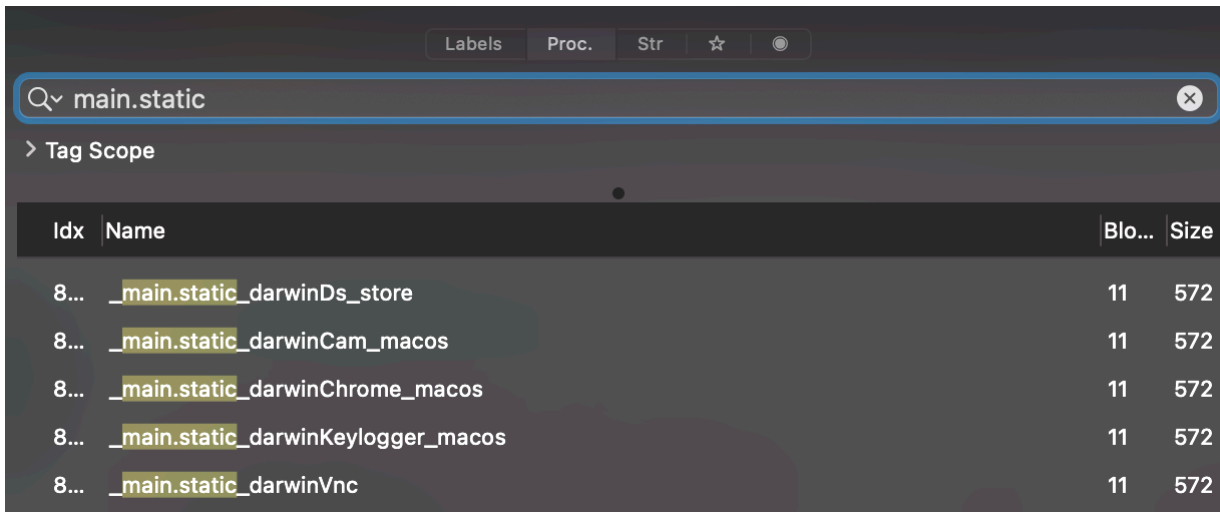 Labels Proc. Str
main.static
Tag Scope
Idx Name Blo... Size
8... _main.static_darwinDs_store 11 572
8... _main.static_darwinCam_macos 11 572
8... _main.static_darwinChrome_macos 11 572
8... _main.static_darwinKeylogger_macos 11 572
8... _main.static_darwinVnc 11 572